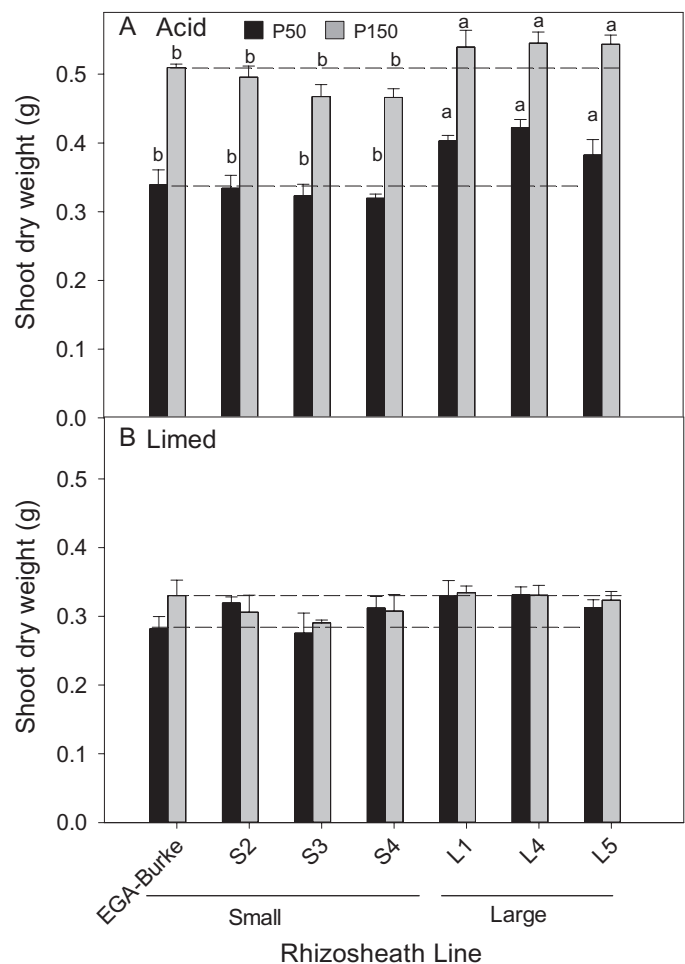 A Acid
P50 P150
a a a
b b b b
a a a
b b b b
0.5
0.4
0.3
0.2
0.1
0.0
Shoot dry weight (g)
B Limed
0.5
0.4
0.3
0.2
0.1
0.0
Shoot dry weight (g)
EGA-Burke S2 S3 S4 L1 L4 L5
Small Large
Rhizosheath Line